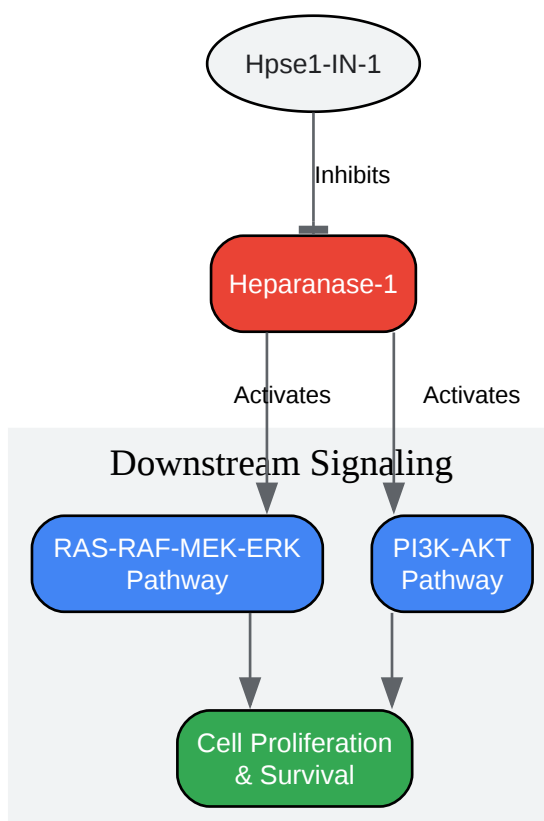 Hpse1-IN-1
Inhibits
Heparanase-1
Activates
Activates
Downstream Signaling
RAS-RAF-MEK-ERK
Pathway
PI3K-AKT
Pathway
Cell Proliferation
& Survival